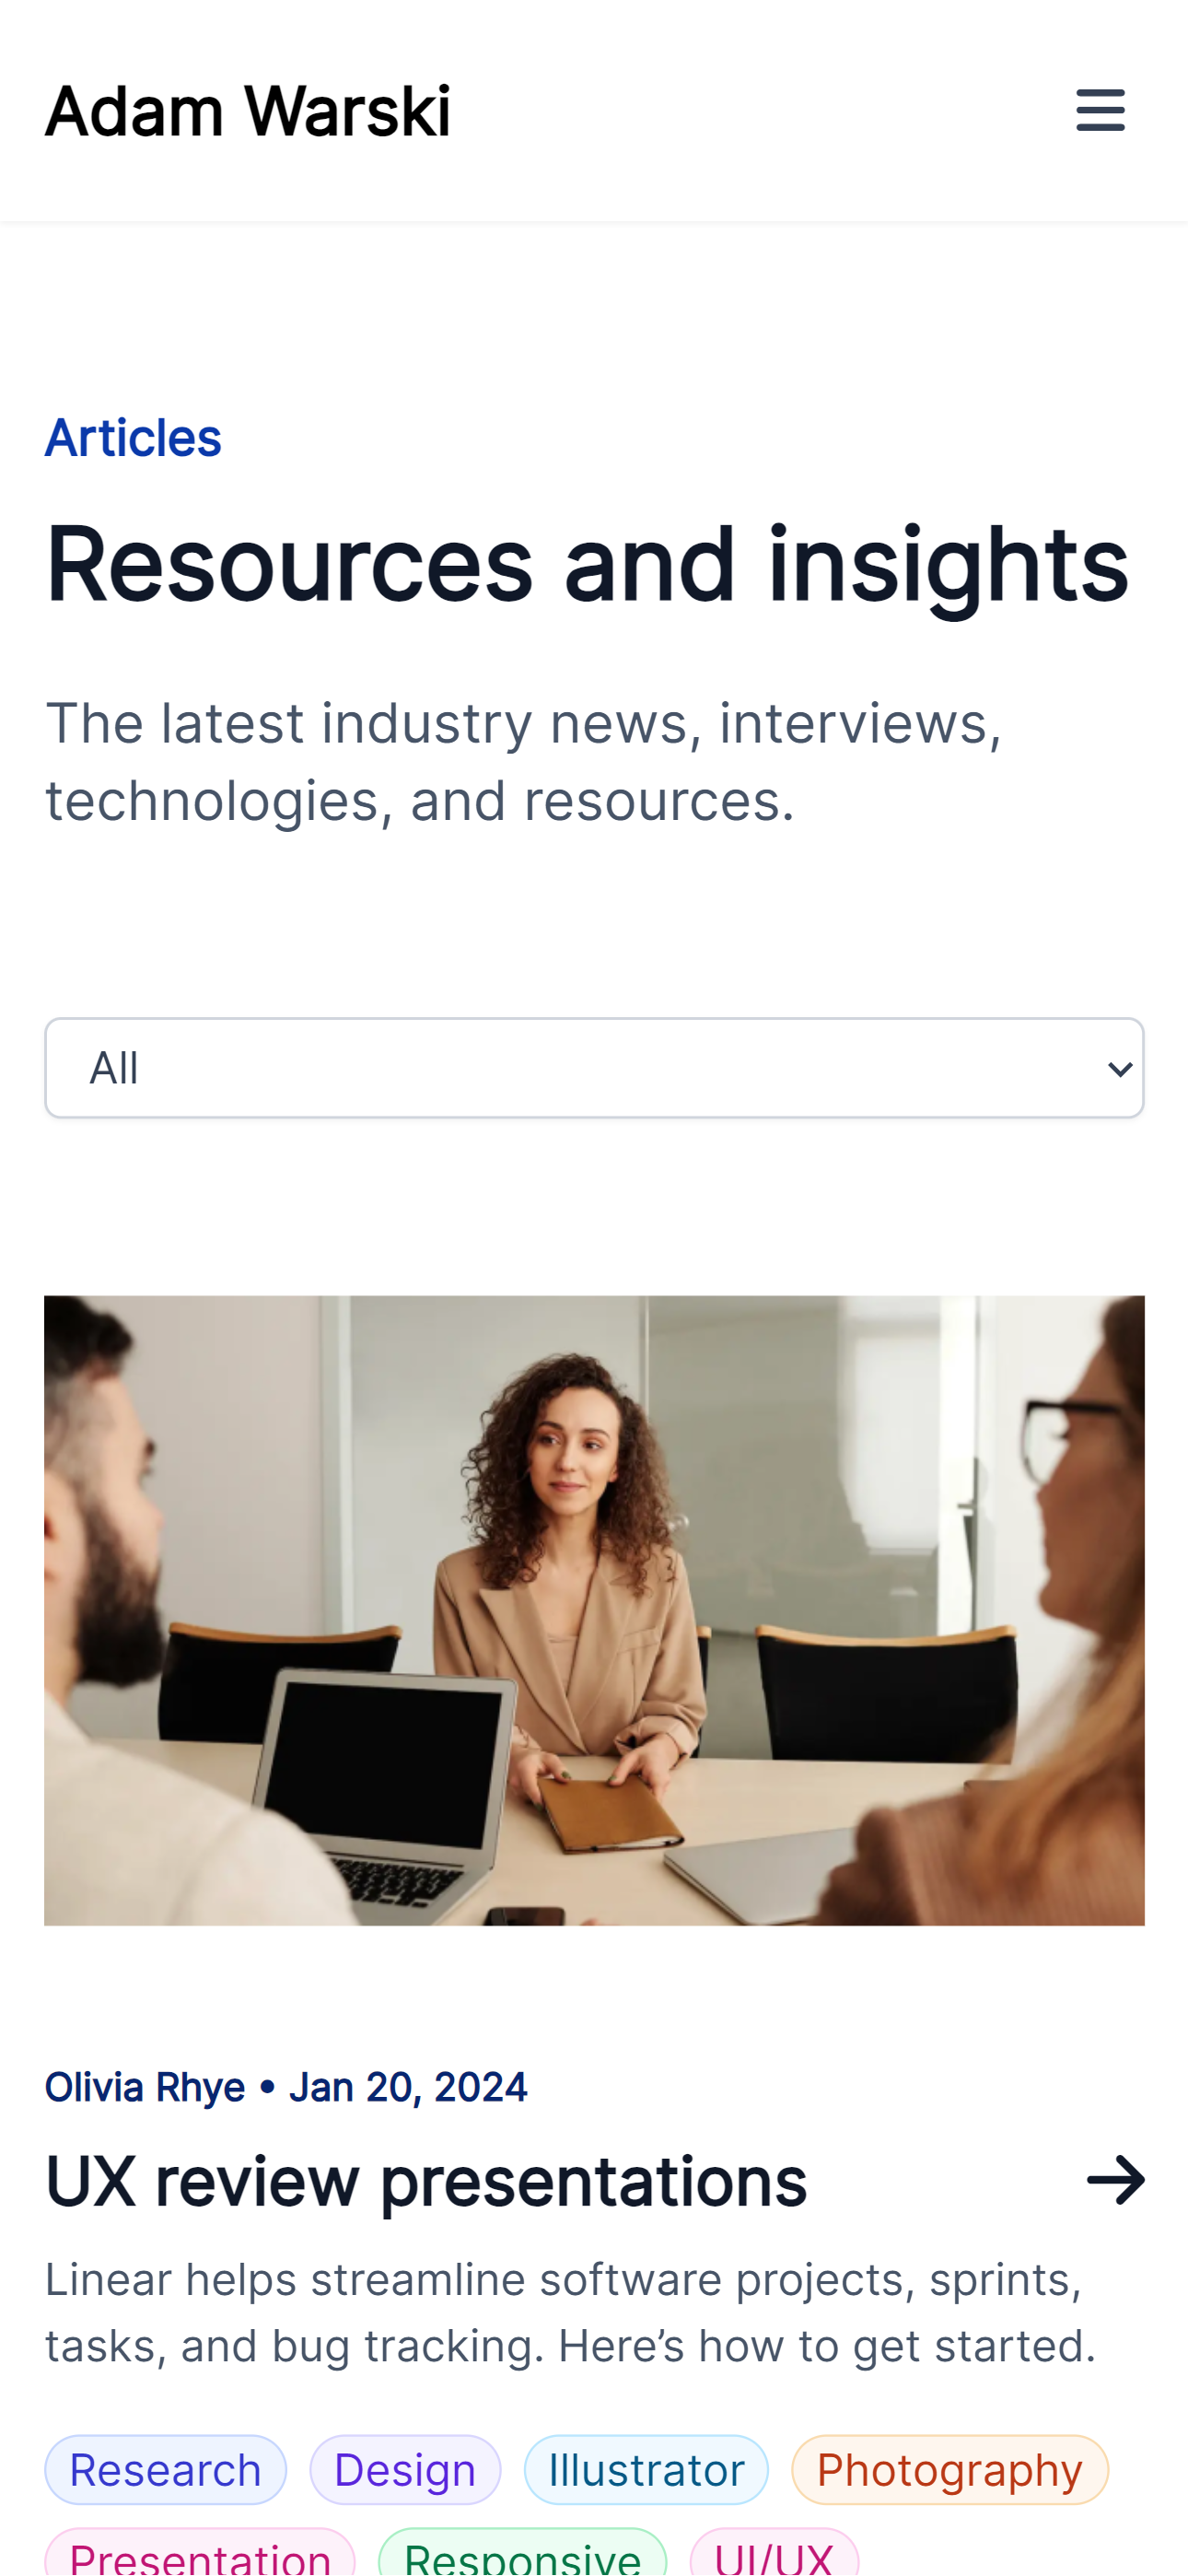 Adam Warski
Articles
Resources and insights
The latest industry news, interviews,
technologies, and resources.
All
Olivia Rhye • Jan 20, 2024
UX review presentations
Linear helps streamline software projects, sprints,
tasks, and bug tracking. Here’s how to get started.
Research Design Illustrator Photography
Presentation Responsive UI/UX